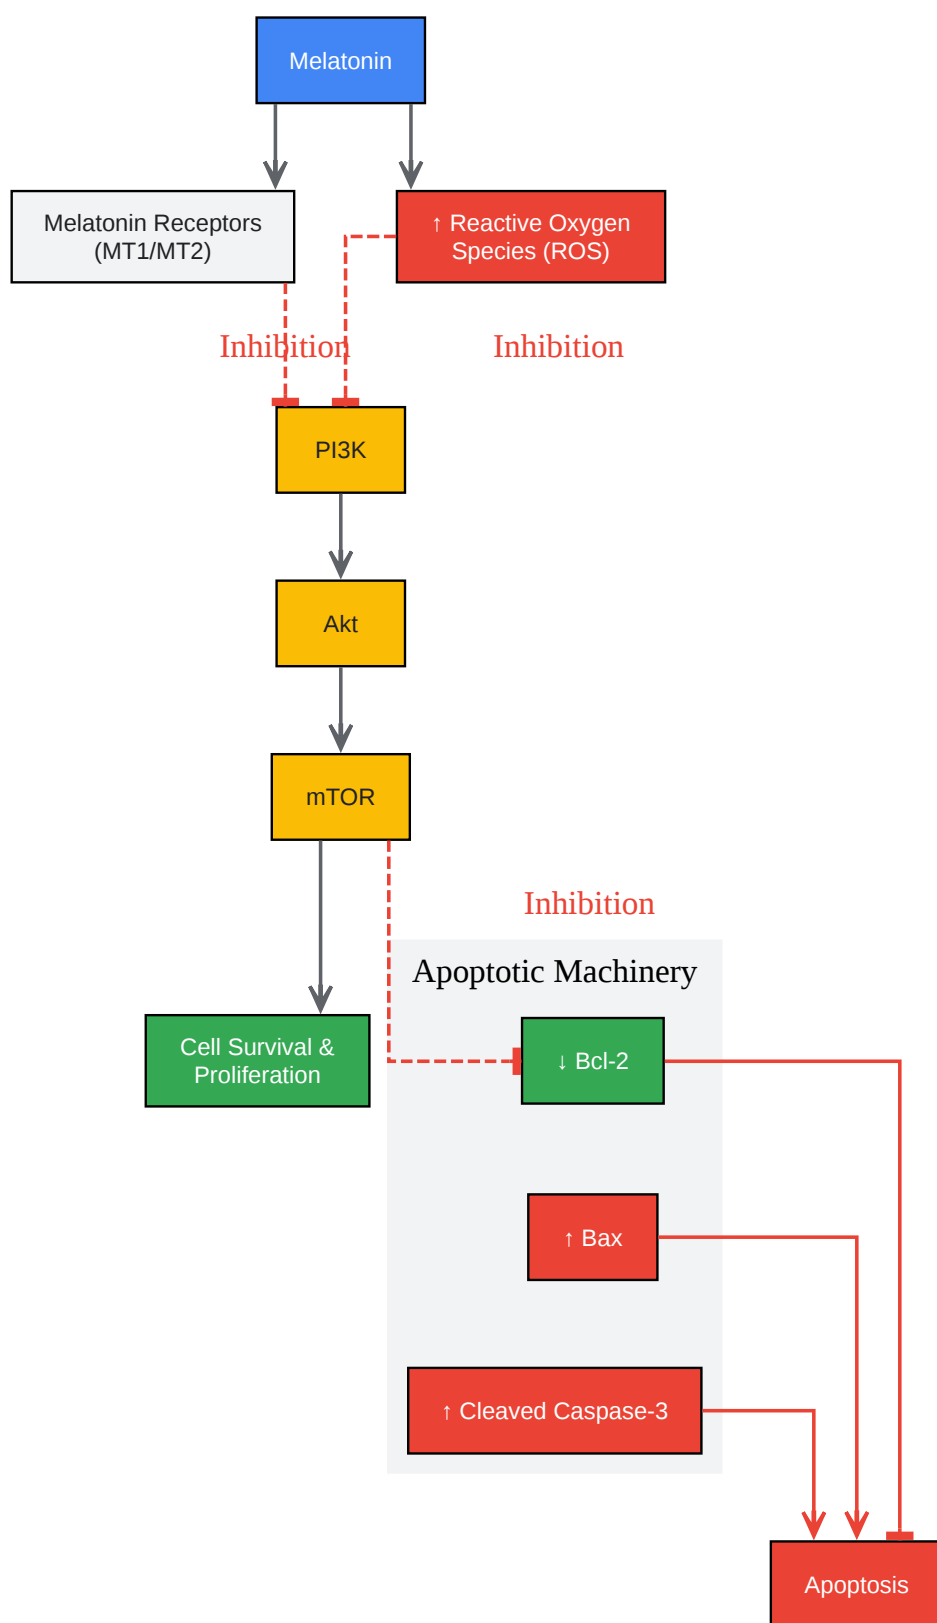 Melatonin
Melatonin Receptors
(MT1/MT2)
↑ Reactive Oxygen
Species (ROS)
Inhibition
Inhibition
PI3K
Akt
mTOR
Inhibition
Apoptotic Machinery
Cell Survival &
Proliferation
↓ Bcl-2
↑ Bax
↑ Cleaved Caspase-3
Apoptosis